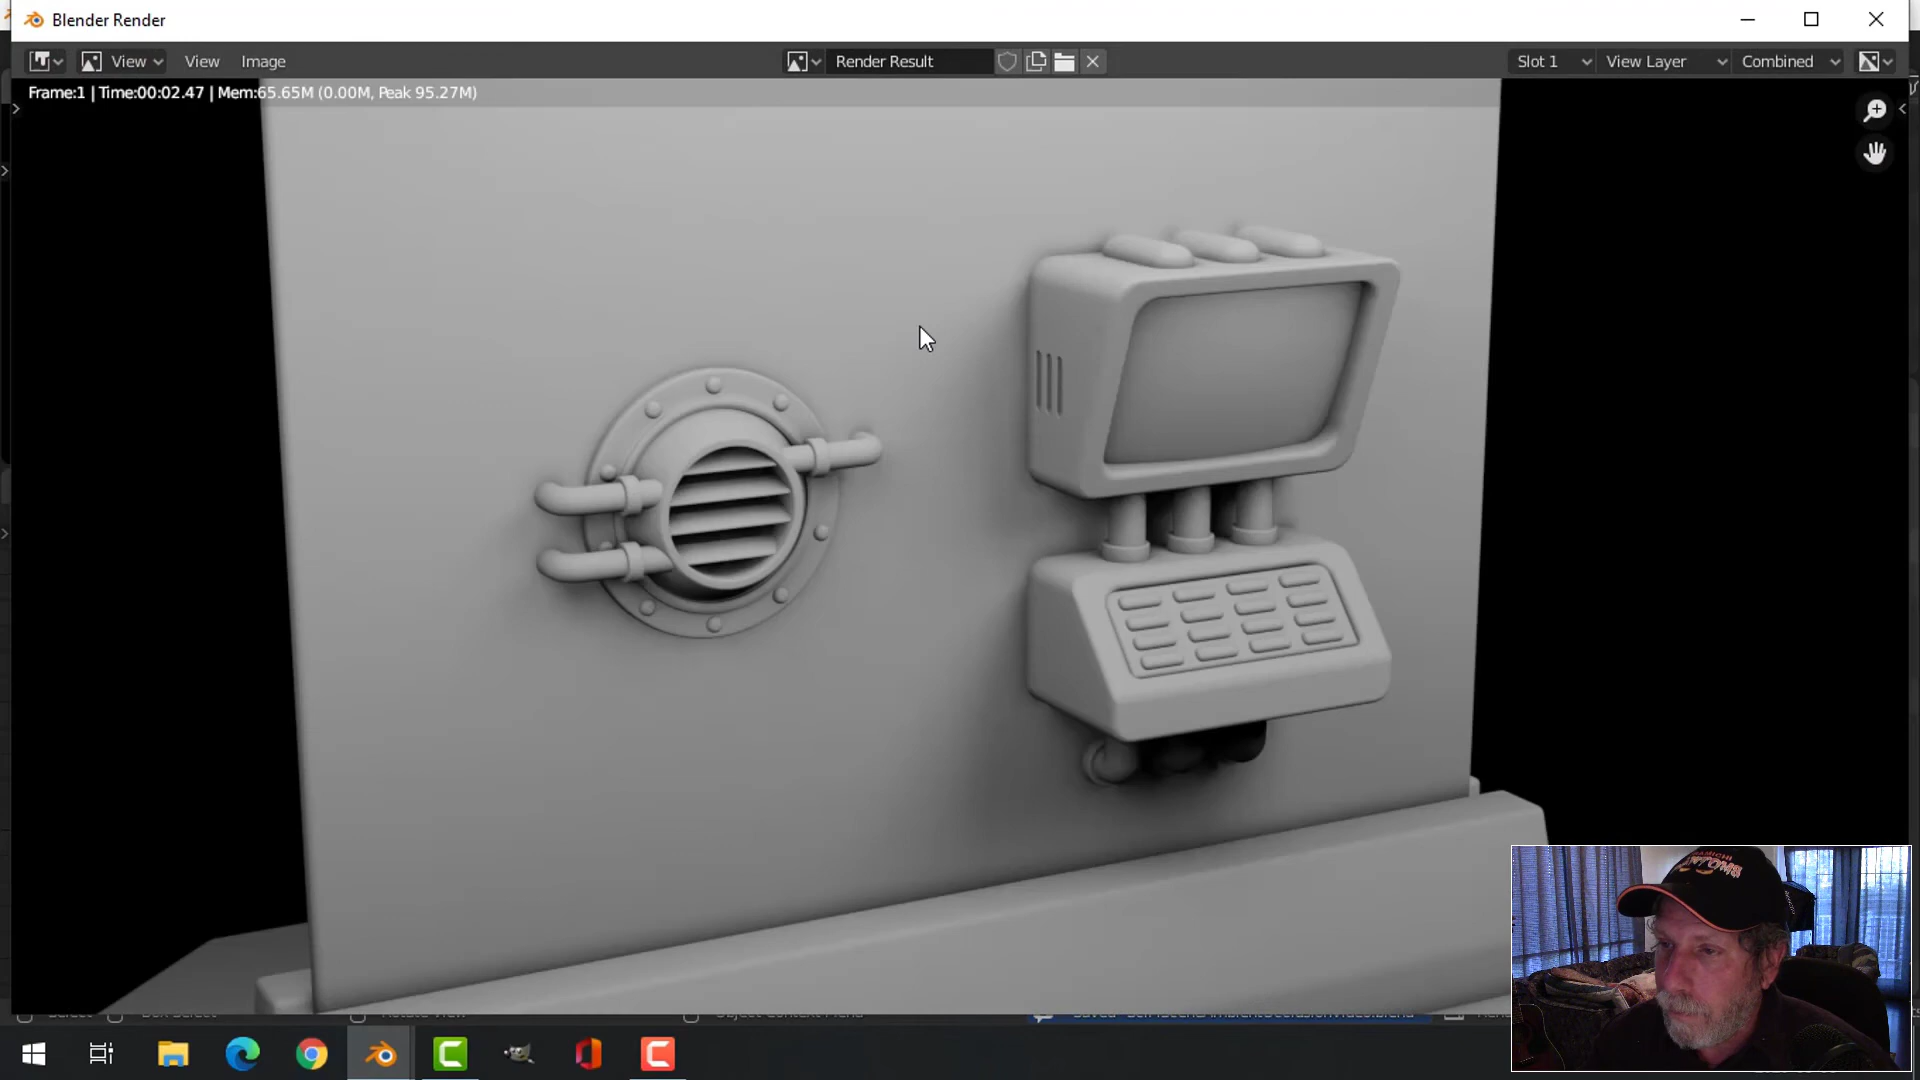 Blender Render
View
View
Image
Render Result
Slot 1
View Layer
Combined
Frame:1 | Time:00:02.47 | Mem:65.65M (0.00M, Peak 95.27M)